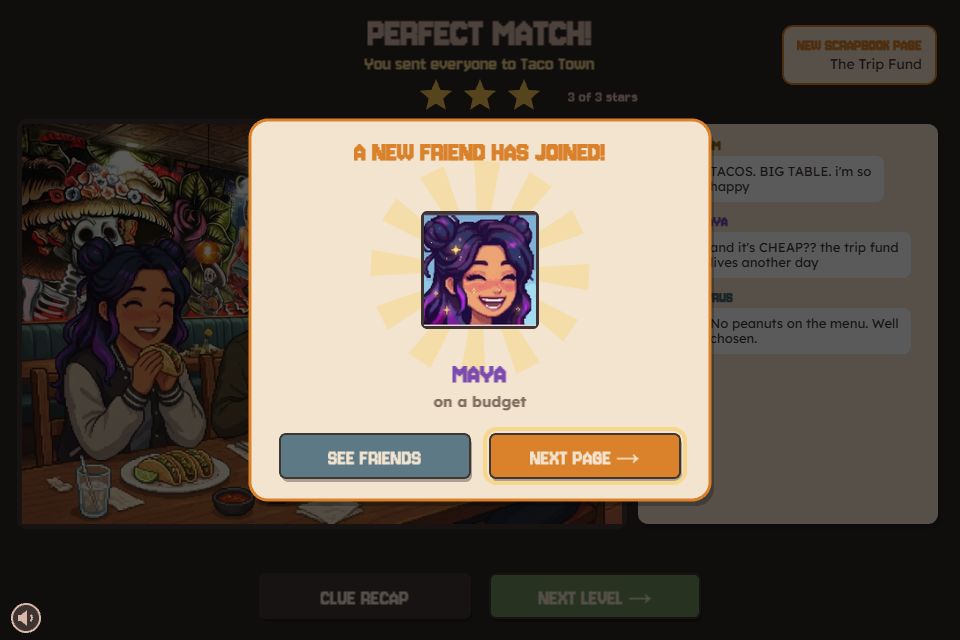 PERFECT MATCH!
You sent everyone to Taco Town
3 of 3 stars
NEW SCRAPBOOK PAGE
The Trip Fund
A NEW FRIEND HAS JOINED!
MAYA
on a budget
SEE FRIENDS
NEXT PAGE →
TACOS. BIG TABLE. i'm so
happy
and it's CHEAP?? the trip fund
lives another day
No peanuts on the menu. Well
chosen.
CLUE RECAP
NEXT LEVEL →